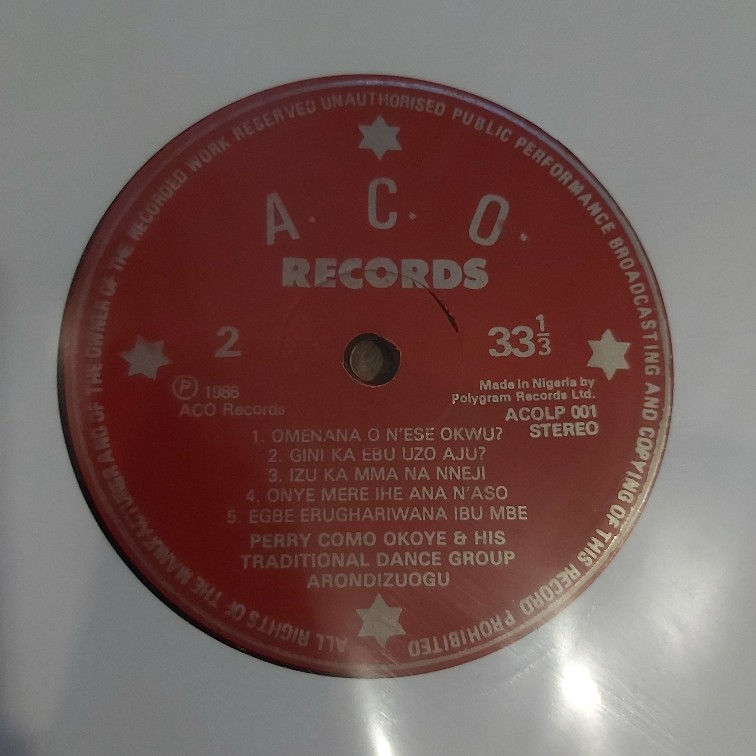 ALL RIGHTS OF THE MANUFACTURER AND OF THE OWNER OF THE RECORDED WORK RESERVED UNAUTHORISED PUBLIC PERFORMANCE BROADCASTING AND COPYING OF THIS RECORD PROHIBITED
A. C. O.
RECORDS
2
33 1/3
℗ 1986
ACO Records
Made in Nigeria by
Polygram Records Ltd.
ACOLP 001
STEREO
1. OMENANA O N'ESE OKWU?
2. GINI KA EBU UZO AJU?
3. IZU KA MMA NA NNEJI
4. ONYE MERE IHE ANA N'ASO
5. EGBE ERUGHARIWANA IBU MBE
PERRY COMO OKOYE & HIS
TRADITIONAL DANCE GROUP
ARONDIZUOGU